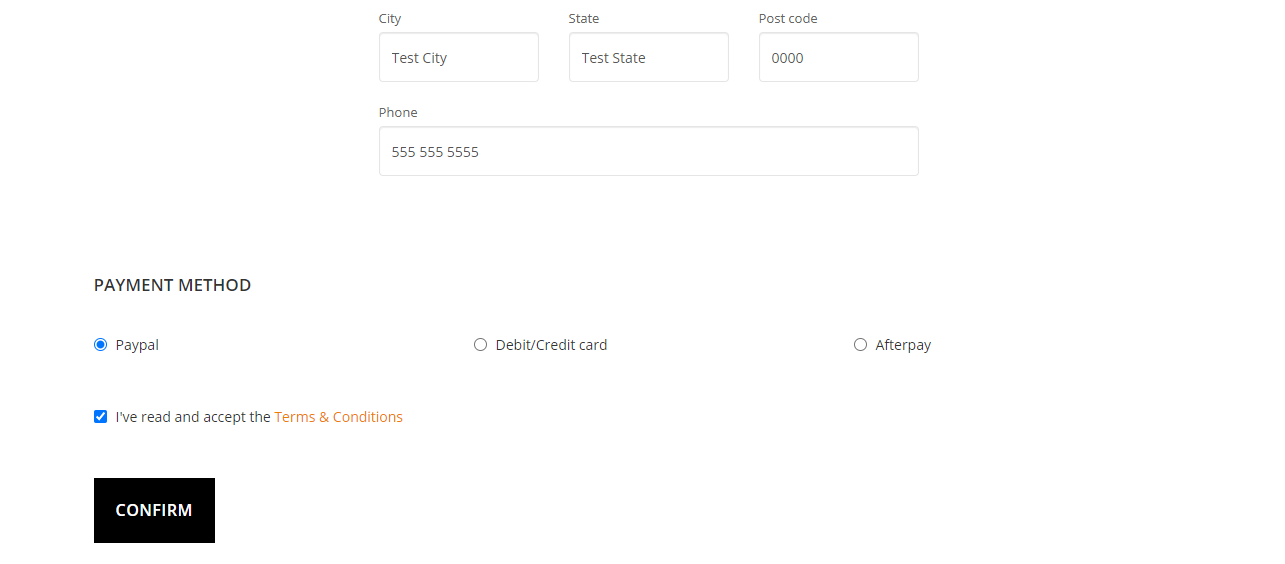 City State Post code
Test City Test State 0000
Phone
555 555 5555
PAYMENT METHOD
Paypal Debit/Credit card Afterpay
I've read and accept the Terms & Conditions
CONFIRM